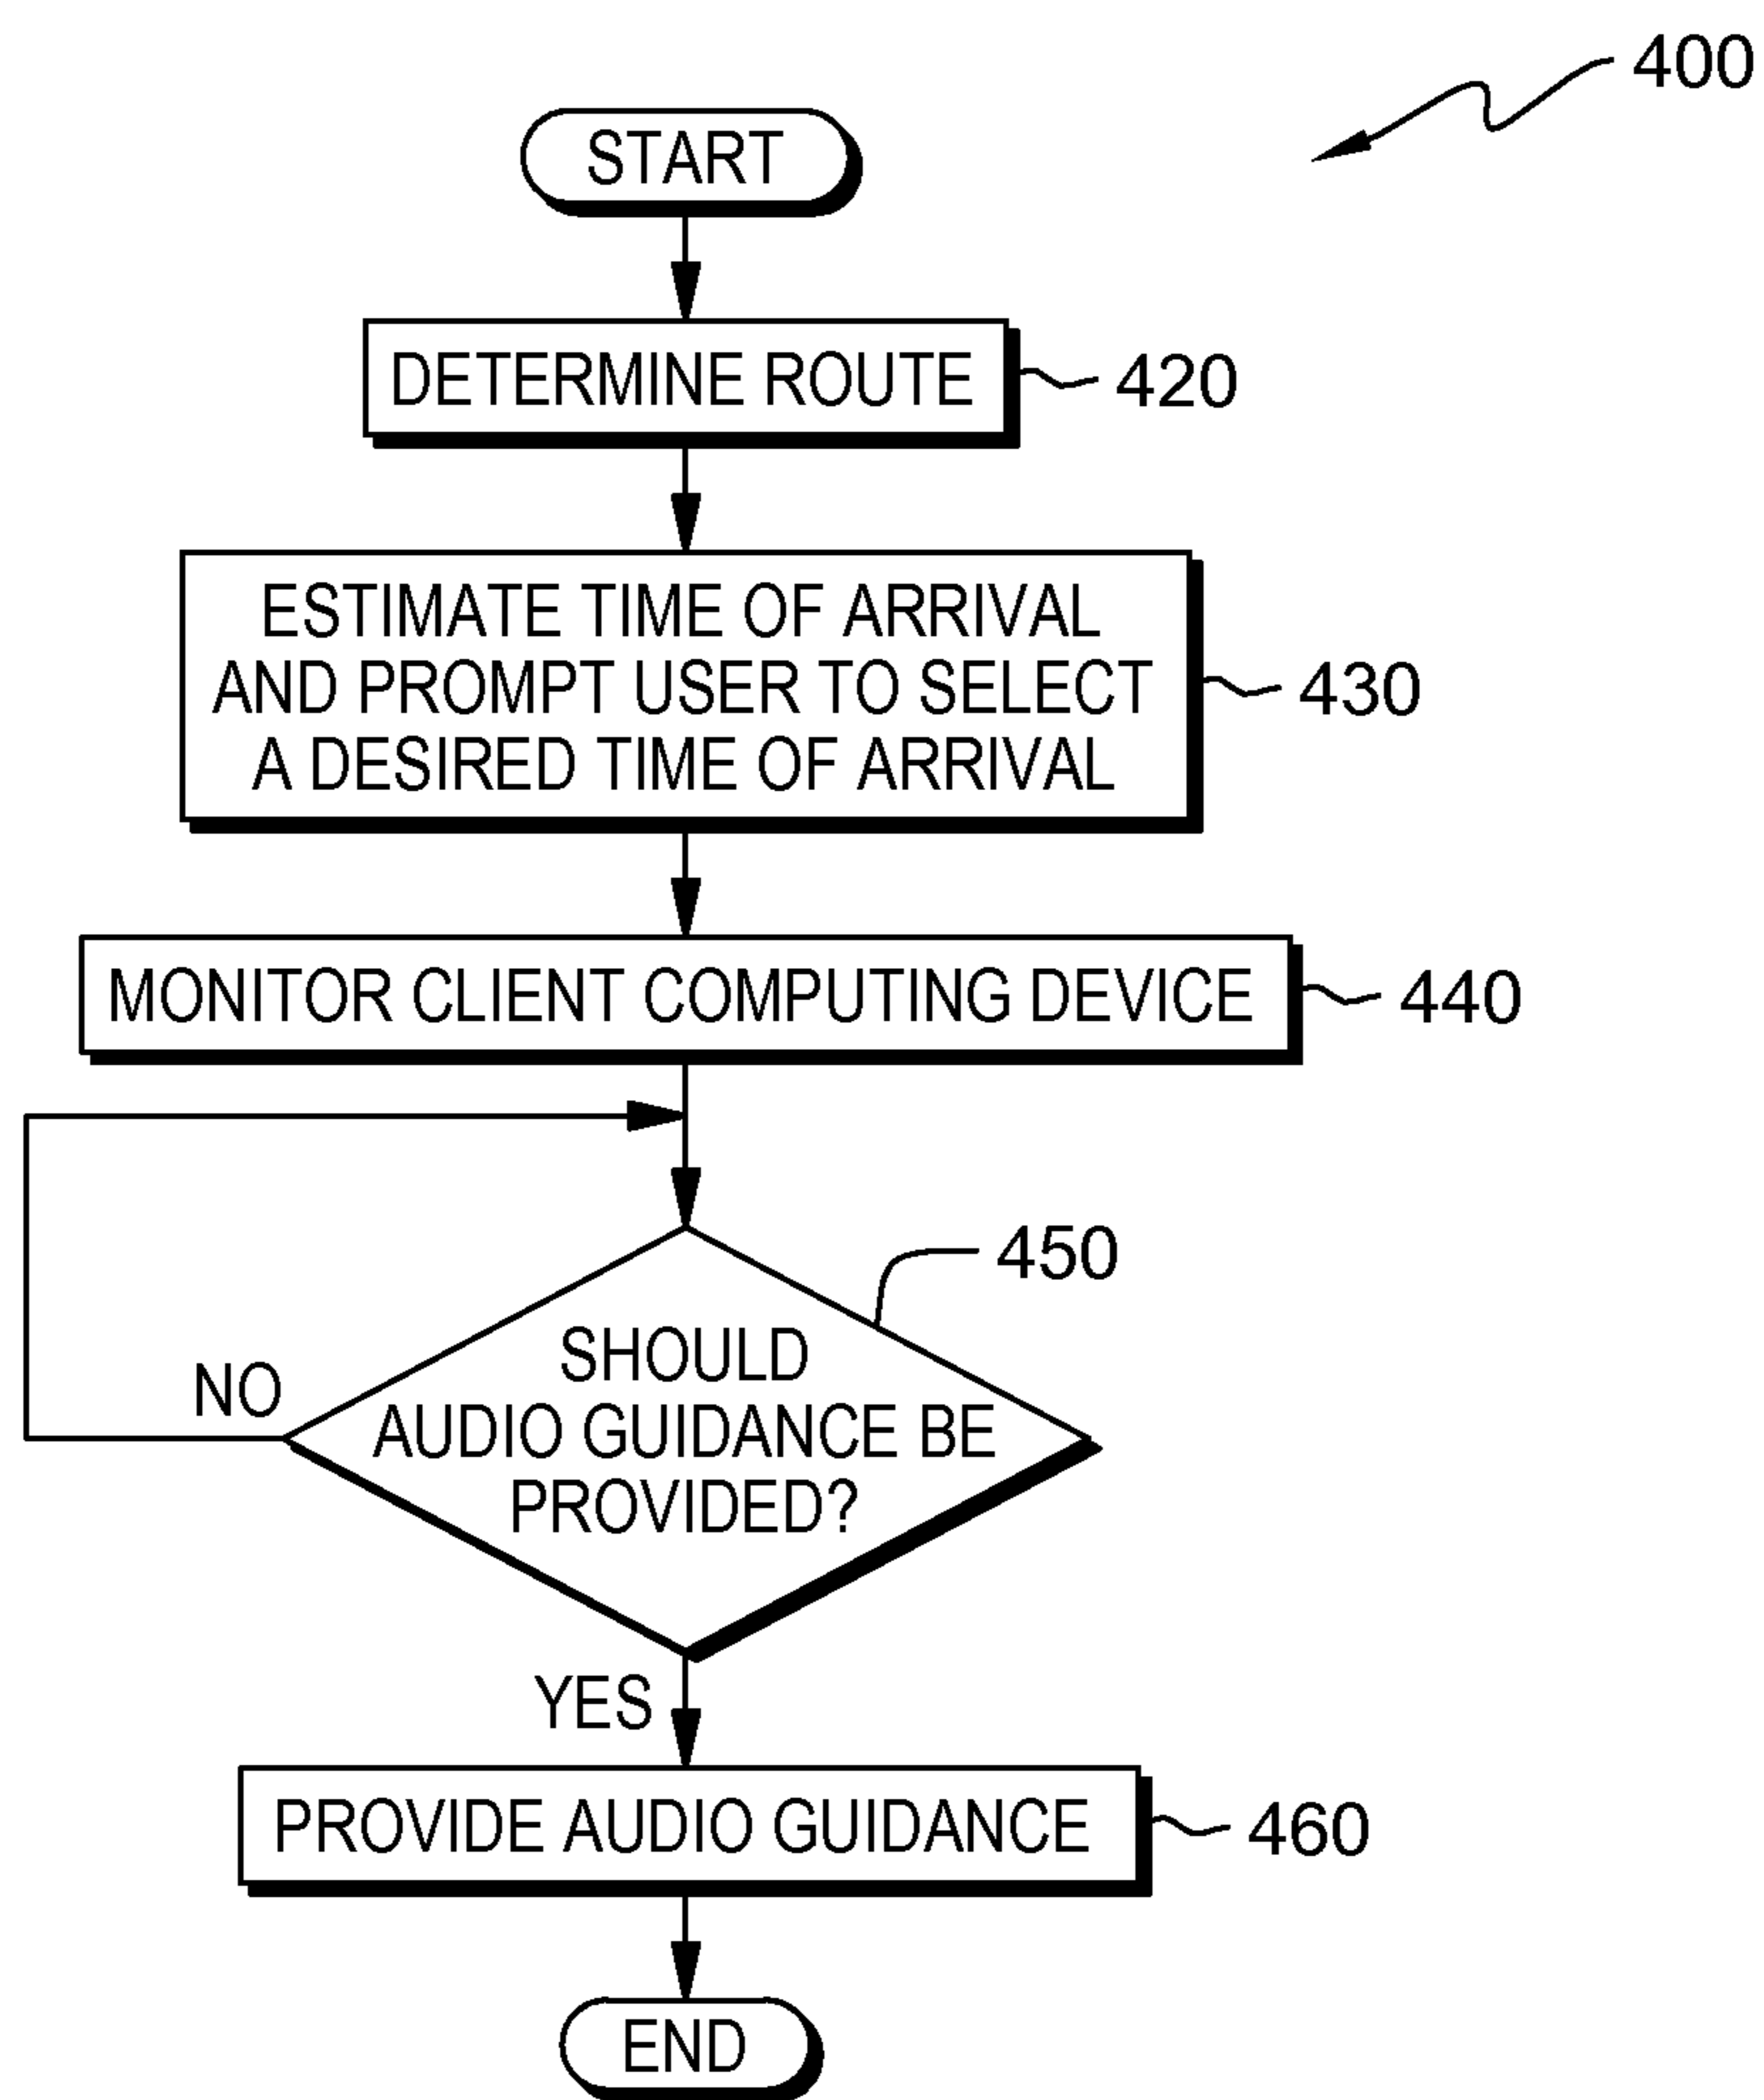 400
START
DETERMINE ROUTE
420
ESTIMATE TIME OF ARRIVAL
AND PROMPT USER TO SELECT
A DESIRED TIME OF ARRIVAL
430
MONITOR CLIENT COMPUTING DEVICE
440
450
SHOULD
AUDIO GUIDANCE BE
PROVIDED?
NO
YES
PROVIDE AUDIO GUIDANCE
460
END